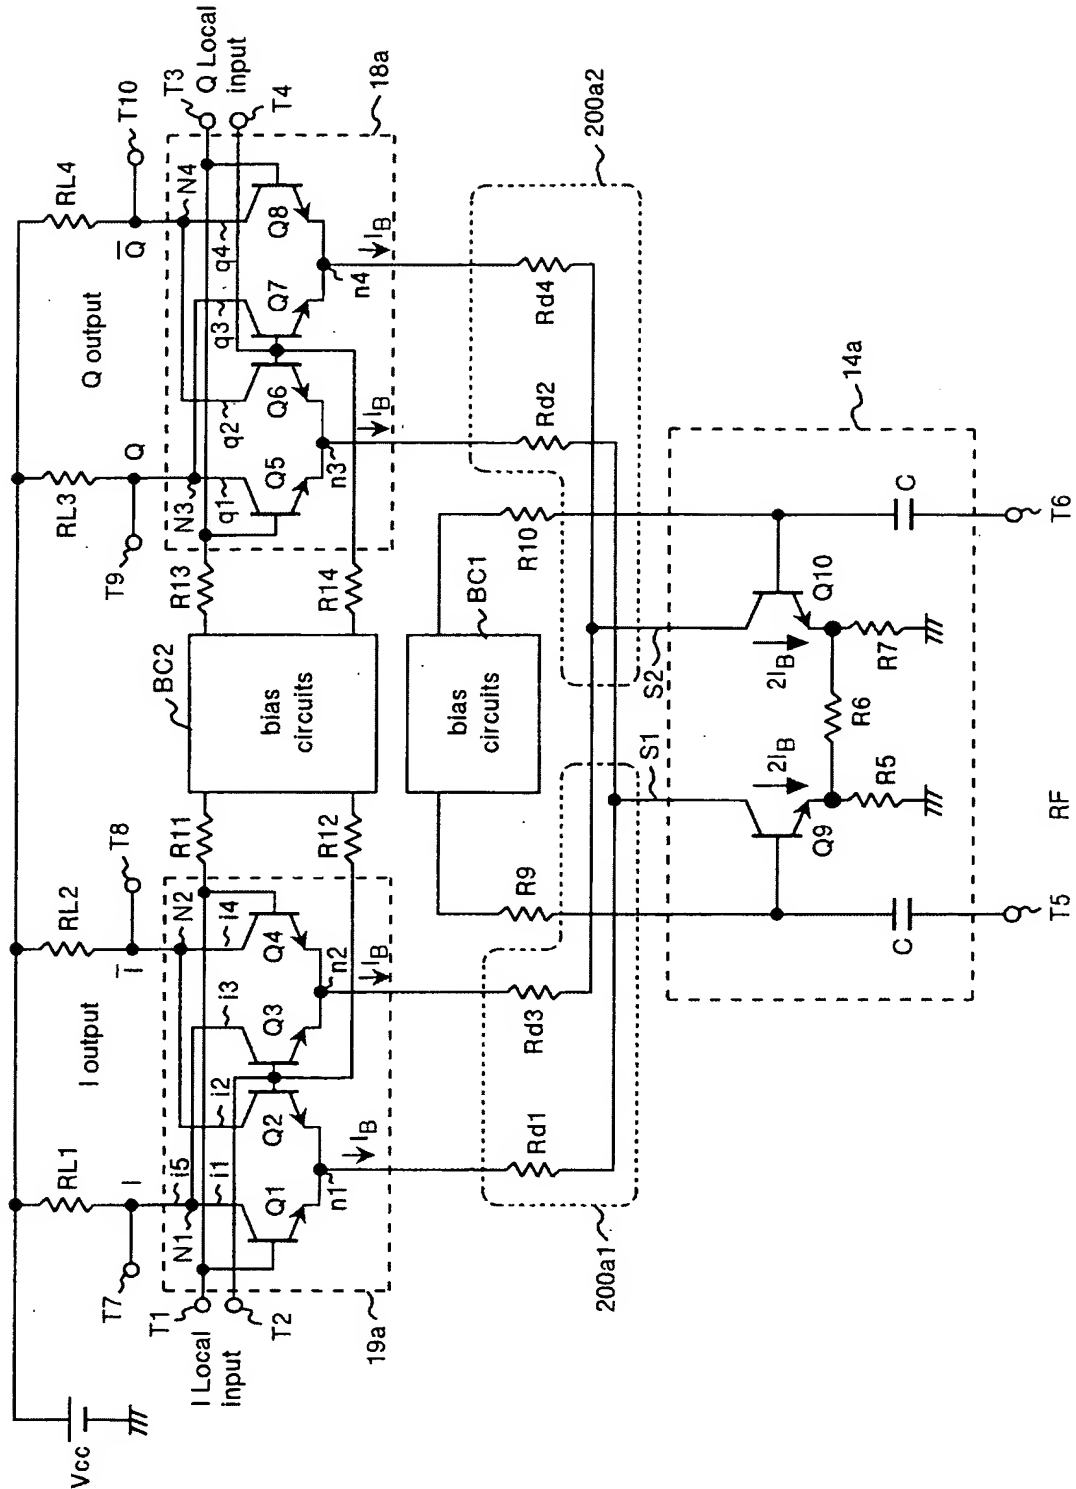 Vcc
RL1
RL2
RL3
RL4
T7
I
I output
I̅
T8
T9
Q
Q output
Q̅
T10
T1
I Local
input
T2
19a
N1
i5
i1
i2
i3
i4
N2
Q1
Q2
Q3
Q4
n1
n2
IB
IB
R11
R12
BC2
bias
circuits
R13
R14
N3
q1
q2
q3
q4
N4
Q5
Q6
Q7
Q8
n3
n4
IB
IB
T3
Q Local
input
T4
18a
200a1
Rd1
Rd3
R9
bias
circuits
BC1
R10
Rd2
Rd4
200a2
S1
S2
14a
Q9
2IB
2IB
Q10
R5
R6
R7
C
C
T5
RF
T6